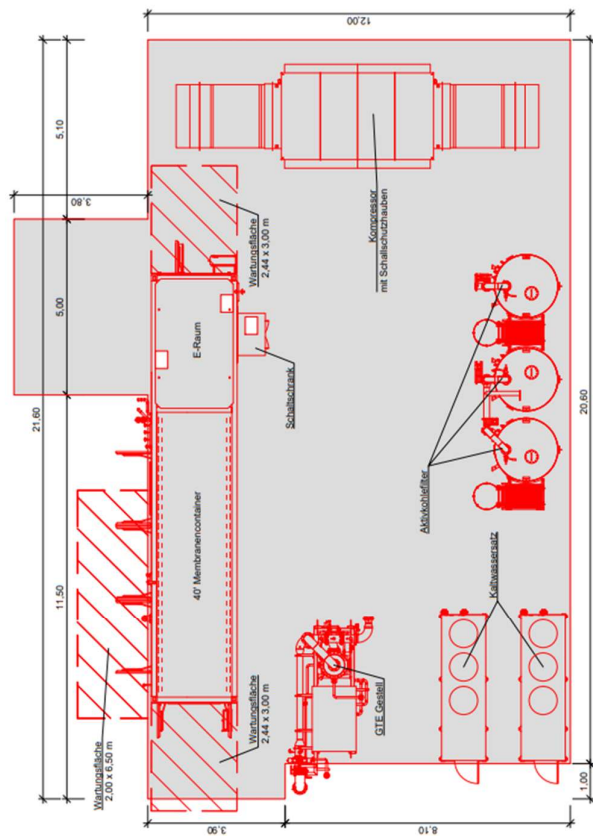 12,00
5,10
3,80
Wartungsfläche
2,44 x 3,00 m
Kompressor
mit Schallschutzhauben
5,00
21,60
E-Raum
Schaltschrank
20,60
Aktivkohlefilter
40' Membranencontainer
11,50
Kaltwassersatz
GTE Gestell
Wartungsfläche
2,44 x 3,00 m
Wartungsfläche
2,00 x 6,50 m
3,90
8,10
1,00